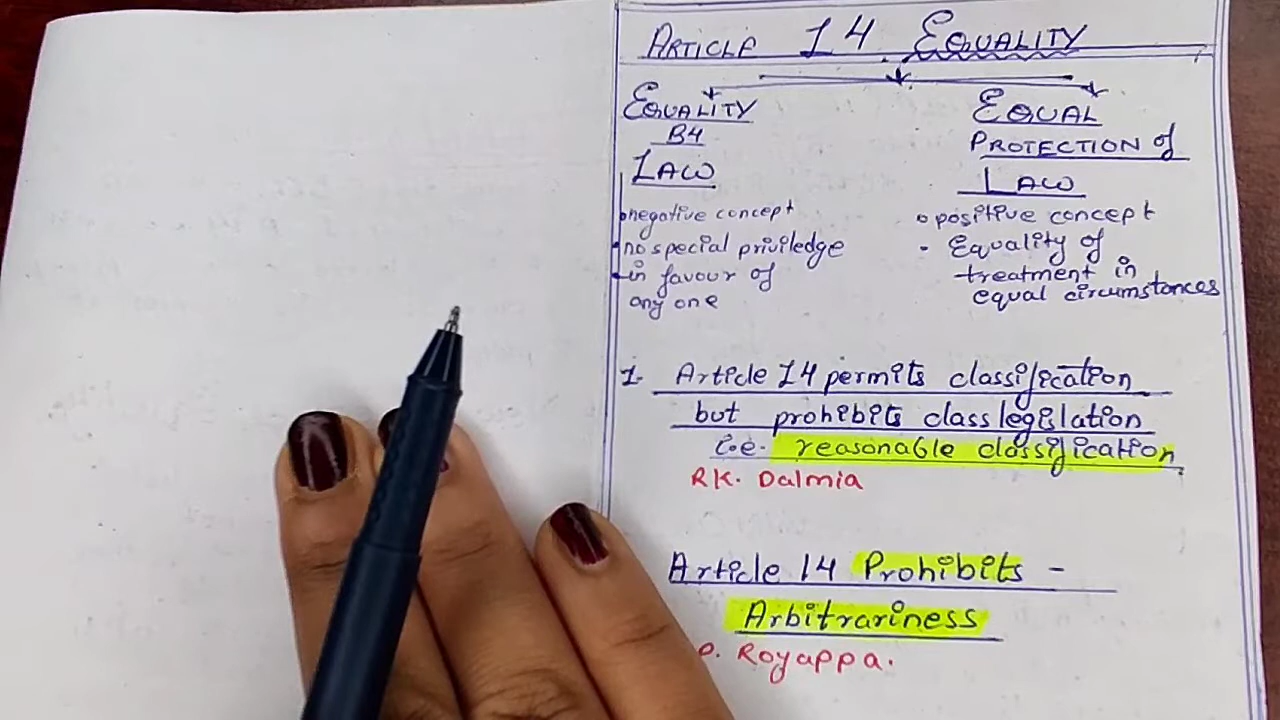 ARTICLE 14 EQUALITY
EQUALITY
B4
LAW
negative concept
no special priviledge
in favour of
any one
EQUAL
PROTECTION of
LAW
positive concept
Equality of
treatment in
equal circumstances
1. Article 14 permits classification
but prohibits class legislation
i.e. reasonable classification
RK. Dalmia
Article 14 Prohibits -
Arbitrariness
P. Royappa.